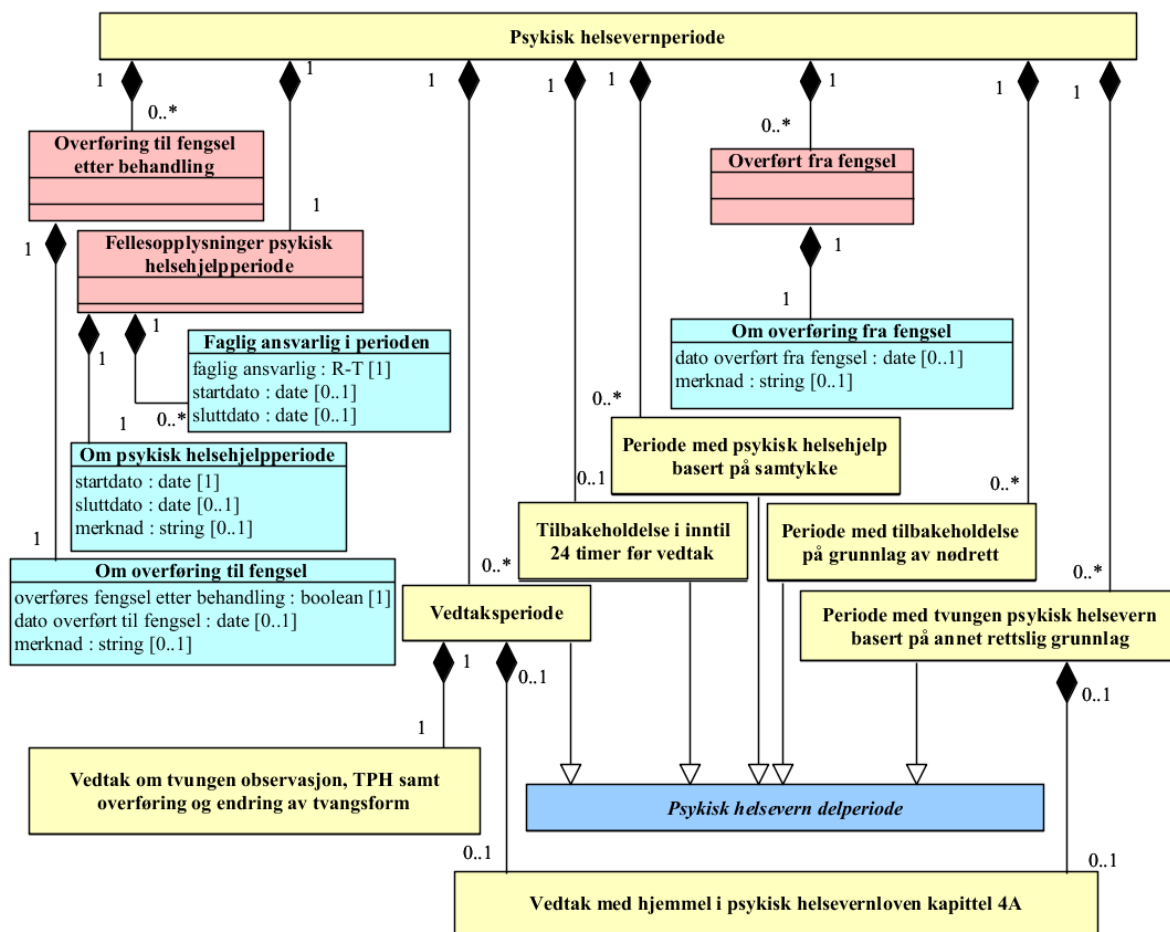 Psykisk helsevernperiode
1
1
1
1
1
1
1
1
0..*
0..*
Overføring til fengsel
etter behandling
Overført fra fengsel
1
1
1
Fellesopplysninger psykisk
helsehjelpperiode
1
1
1
1
Faglig ansvarlig i perioden
faglig ansvarlig : R-T [1]
startdato : date [0..1]
sluttdato : date [0..1]
0..*
Om overføring fra fengsel
dato overført fra fengsel : date [0..1]
merknad : string [0..1]
1
Om psykisk helsehjelpperiode
startdato : date [1]
sluttdato : date [0..1]
merknad : string [0..1]
0..*
Periode med psykisk helsehjelp
basert på samtykke
0..1
0..*
Tilbakeholdelse i inntil
24 timer før vedtak
Periode med tilbakeholdelse
på grunnlag av nødrett
1
Om overføring til fengsel
overføres fengsel etter behandling : boolean [1]
dato overført til fengsel : date [0..1]
merknad : string [0..1]
0..*
Vedtaksperiode
0..*
Periode med tvungen psykisk helsevern
basert på annet rettslig grunnlag
1
0..1
0..1
1
Vedtak om tvungen observasjon, TPH samt
overføring og endring av tvangsform
Psykisk helsevern delperiode
0..1
0..1
Vedtak med hjemmel i psykisk helsevernloven kapittel 4A